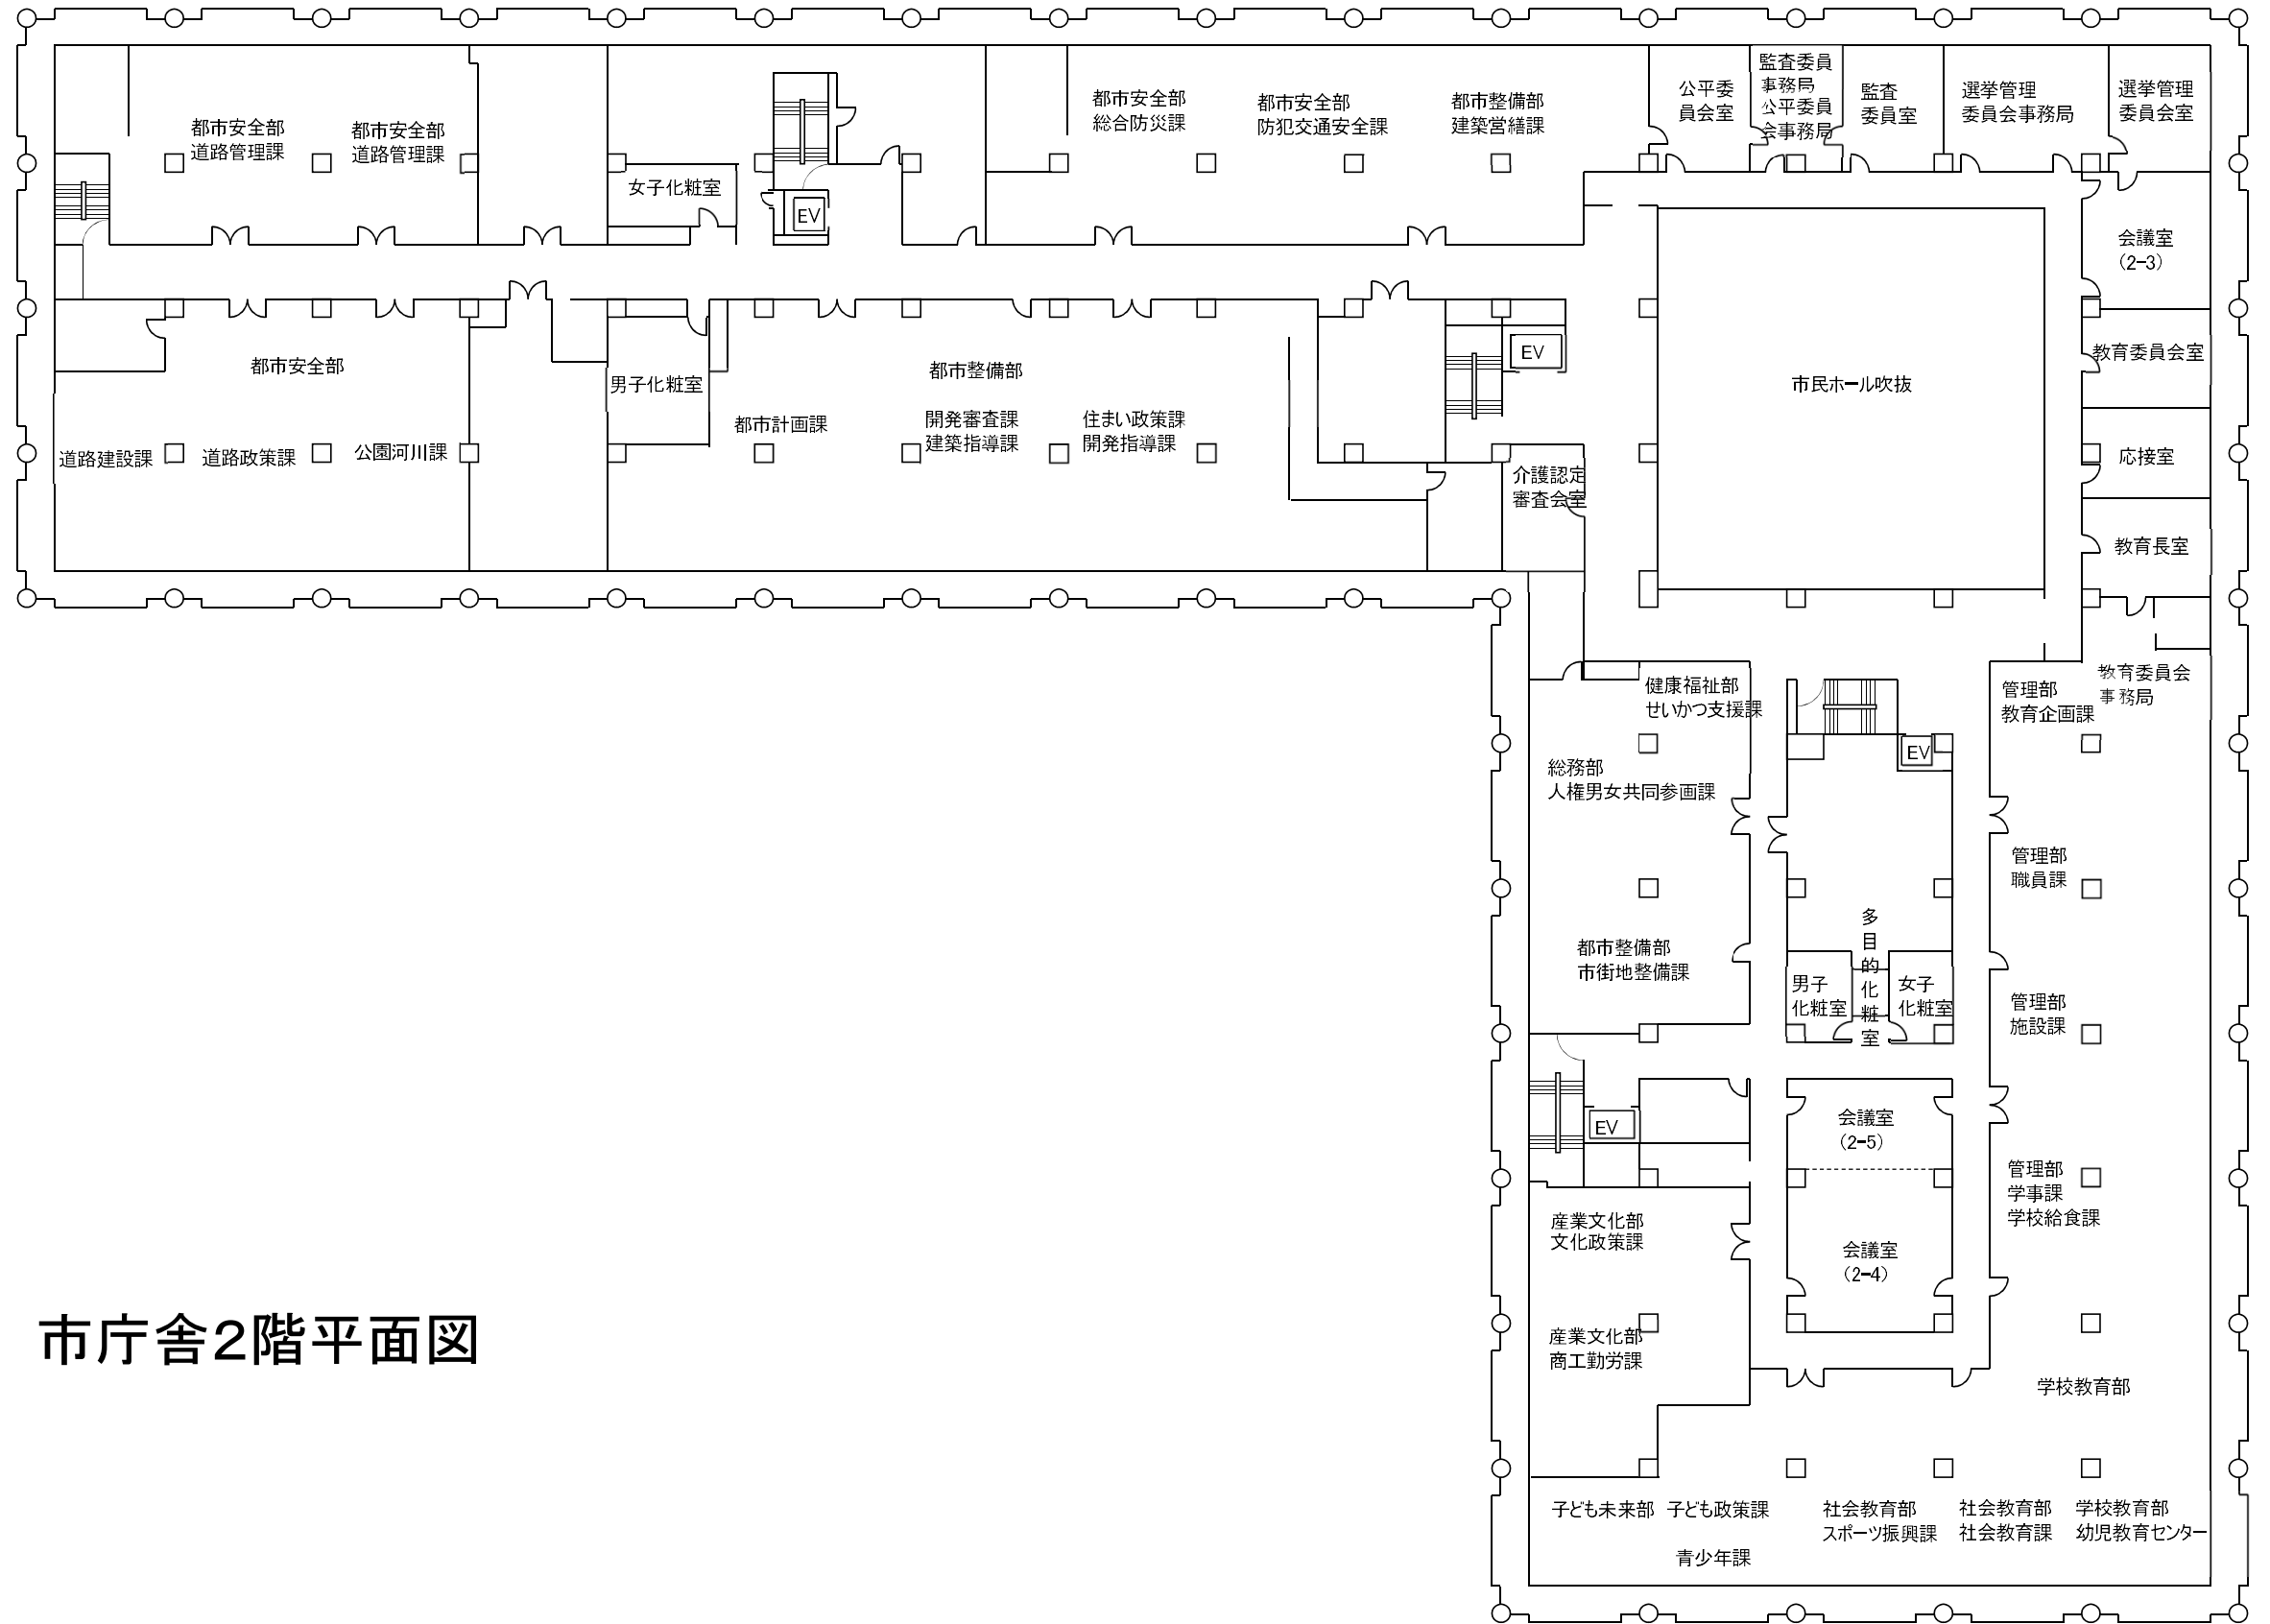 都市安全部
道路管理課
都市安全部
道路管理課
女子化粧室
EV
都市安全部
総合防災課
都市安全部
防犯交通安全課
都市整備部
建築営繕課
公平委
員会室
監査委員
事務局
公平委員
会事務局
監査
委員室
選挙管理
委員会事務局
選挙管理
委員会室
会議室
(2-3)
教育委員会室
応接室
教育長室
市民ホール吹抜
都市安全部
道路建設課
道路政策課
公園河川課
男子化粧室
都市計画課
都市整備部
開発審査課
建築指導課
住まい政策課
開発指導課
EV
介護認定
審査会室
健康福祉部
せいかつ支援課
総務部
人権男女共同参画課
都市整備部
市街地整備課
EV
多目的化粧室
男子
化粧室
女子
化粧室
教育委員会
事務局
管理部
教育企画課
管理部
職員課
管理部
施設課
管理部
学事課
学校給食課
EV
会議室
(2-5)
会議室
(2-4)
産業文化部
文化政策課
産業文化部
商工勤労課
学校教育部
子ども未来部
子ども政策課
青少年課
社会教育部
スポーツ振興課
社会教育部
社会教育課
学校教育部
幼児教育センター
市庁舎2階平面図